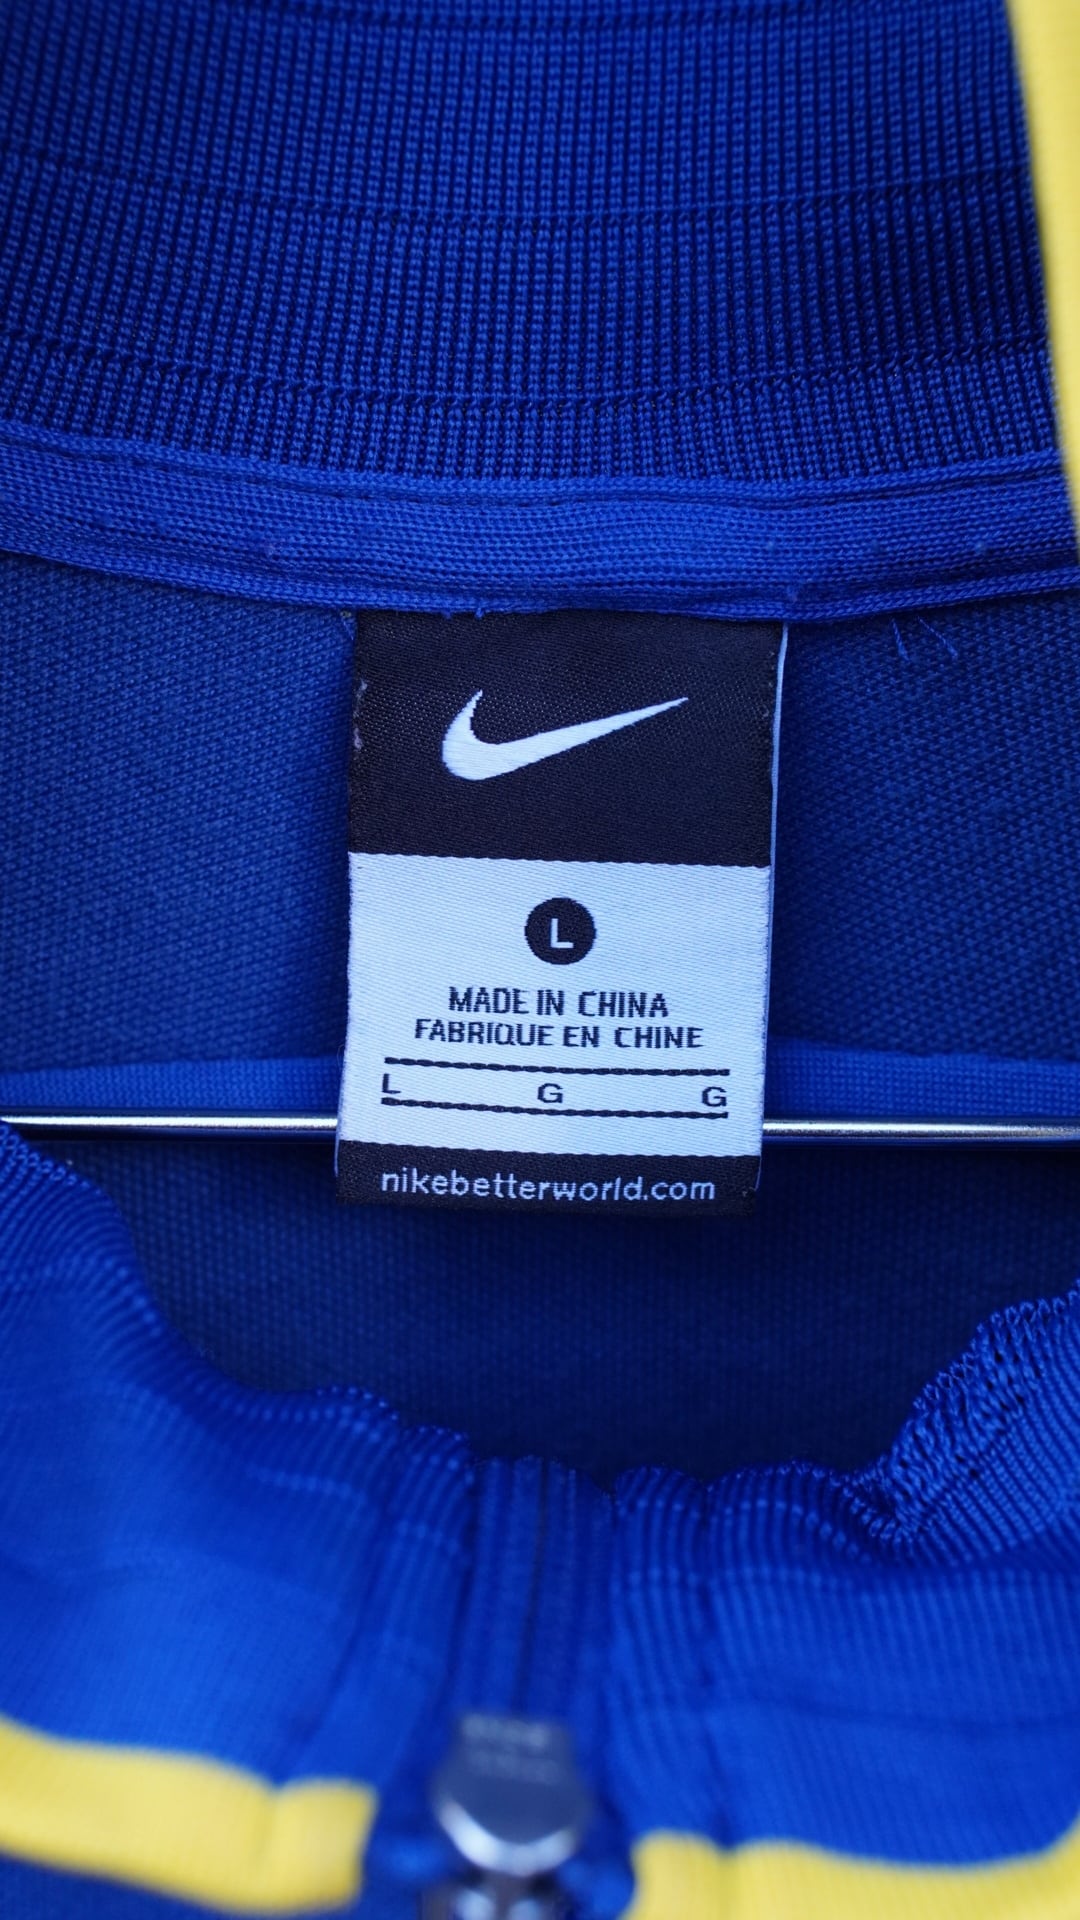 L
MADE IN CHINA
FABRIQUE EN CHINE
L G G
nikebetterworld.com